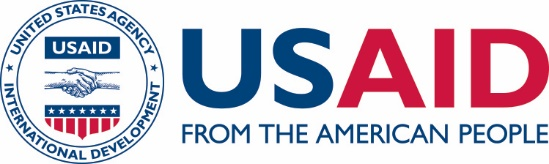 UNITED STATES AGENCY
USAID
INTERNATIONAL DEVELOPMENT
USAID
FROM THE AMERICAN PEOPLE